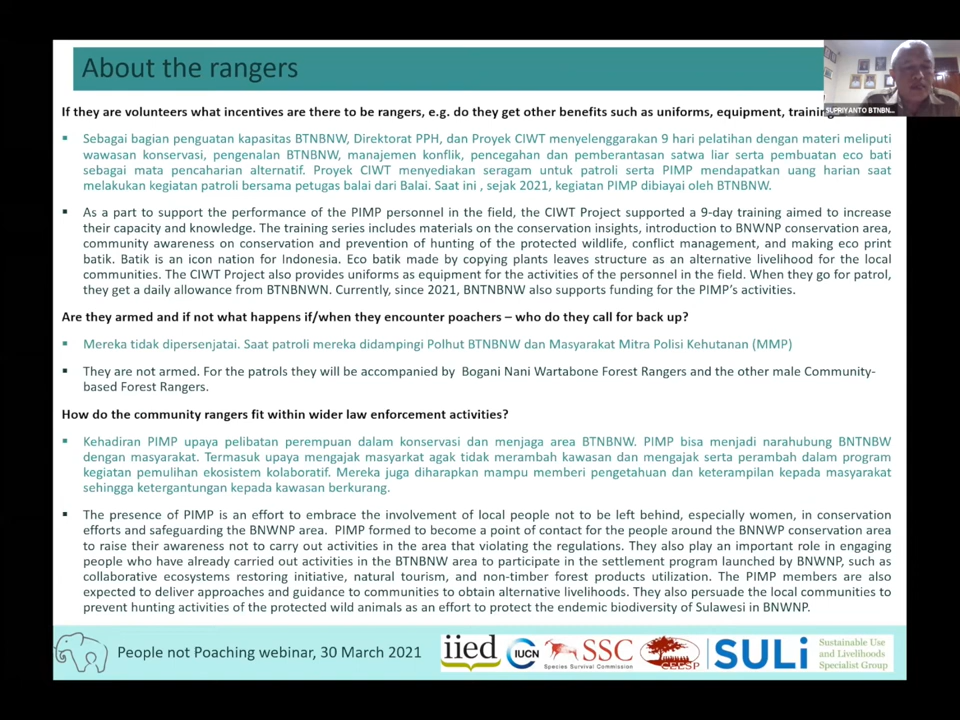 About the rangers
SUPRIYANTO BTNBN...
If they are volunteers what incentives are there to be rangers, e.g. do they get other benefits such as uniforms, equipment, training
Sebagai bagian penguatan kapasitas BTNBNW, Direktorat PPH, dan Proyek CIWT menyelenggarakan 9 hari pelatihan dengan materi meliputi
wawasan konservasi, pengenalan BTNBNW, manajemen konflik, pencegahan dan pemberantasan satwa liar serta pembuatan eco bati
sebagai mata pencaharian alternatif. Proyek CIWT menyediakan seragam untuk patroli serta PIMP mendapatkan uang harian saat
melakukan kegiatan patroli bersama petugas balai dari Balai. Saat ini , sejak 2021, kegiatan PIMP dibiayai oleh BTNBNW.
As a part to support the performance of the PIMP personnel in the field, the CIWT Project supported a 9-day training aimed to increase
their capacity and knowledge. The training series includes materials on the conservation insights, introduction to BNWNP conservation area,
community awareness on conservation and prevention of hunting of the protected wildlife, conflict management, and making eco print
batik. Batik is an icon nation for Indonesia. Eco batik made by copying plants leaves structure as an alternative livelihood for the local
communities. The CIWT Project also provides uniforms as equipment for the activities of the personnel in the field. When they go for patrol,
they get a daily allowance from BTNBNWN. Currently, since 2021, BNTNBNW also supports funding for the PIMP's activities.
Are they armed and if not what happens if/when they encounter poachers – who do they call for back up?
Mereka tidak dipersenjatai. Saat patroli mereka didampingi Polhut BTNBNW dan Masyarakat Mitra Polisi Kehutanan (MMP)
They are not armed. For the patrols they will be accompanied by Bogani Nani Wartabone Forest Rangers and the other male Community-
based Forest Rangers.
How do the community rangers fit within wider law enforcement activities?
Kehadiran PIMP upaya pelibatan perempuan dalam konservasi dan menjaga area BTNBNW. PIMP bisa menjadi narahubung BNTNBW
dengan masyarakat. Termasuk upaya mengajak masyarkat agak tidak merambah kawasan dan mengajak serta perambah dalam program
kegiatan pemulihan ekosistem kolaboratif. Mereka juga diharapkan mampu memberi pengetahuan dan keterampilan kepada masyarakat
sehingga ketergantungan kepada kawasan berkurang.
The presence of PIMP is an effort to embrace the involvement of local people not to be left behind, especially women, in conservation
efforts and safeguarding the BNWNP area. PIMP formed to become a point of contact for the people around the BNNWP conservation area
to raise their awareness not to carry out activities in the area that violating the regulations. They also play an important role in engaging
people who have already carried out activities in the BTNBNW area to participate in the settlement program launched by BNWNP, such as
collaborative ecosystems restoring initiative, natural tourism, and non-timber forest products utilization. The PIMP members are also
expected to deliver approaches and guidance to communities to obtain alternative livelihoods. They also persuade the local communities to
prevent hunting activities of the protected wild animals as an effort to protect the endemic biodiversity of Sulawesi in BNWNP.
People not Poaching webinar, 30 March 2021
iied
IUCN
SSC
Species Survival Commission
CEESP
SULi
Sustainable Use
and Livelihoods
Specialist Group